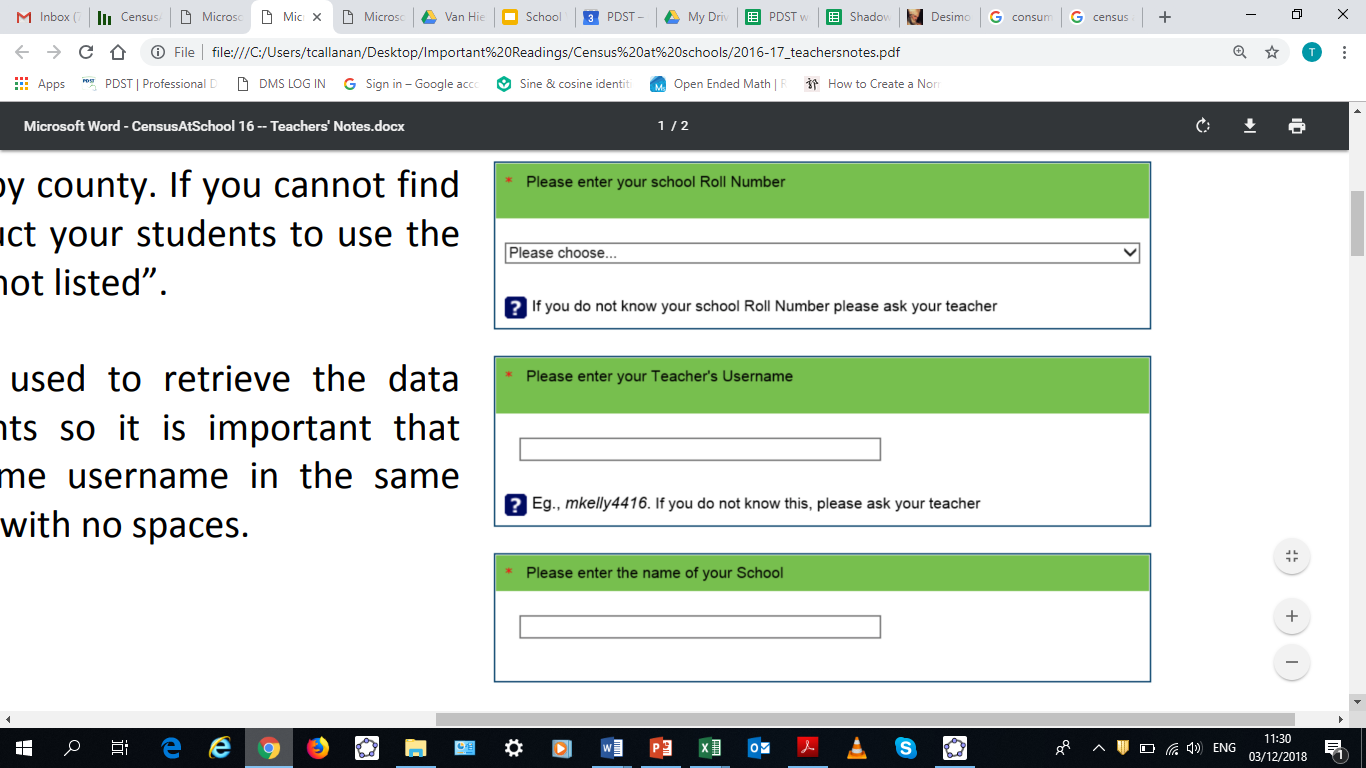 Inbox (
Census
Microso
Mic
Microso
Van Hie
School
PDST –
My Driv
PDST w
Shadow
Desimo
consum
census
File
file:///C:/Users/tcallanan/Desktop/Important%20Readings/Census%20at%20schools/2016-17_teachersnotes.pdf
T
Apps
PDST | Professional D
DMS LOG IN
Sign in – Google acco
Sine & cosine identiti
Open Ended Math |
How to Create a Nor
Microsoft Word - CensusAtSchool 16 -- Teachers' Notes.docx
1 / 2
by county. If you cannot find
uct your students to use the
not listed”.
used to retrieve the data
nts so it is important that
me username in the same
with no spaces.
* Please enter your school Roll Number
Please choose...
? If you do not know your school Roll Number please ask your teacher
* Please enter your Teacher's Username
? Eg., mkelly4416. If you do not know this, please ask your teacher
* Please enter the name of your School
ENG
11:30
03/12/2018